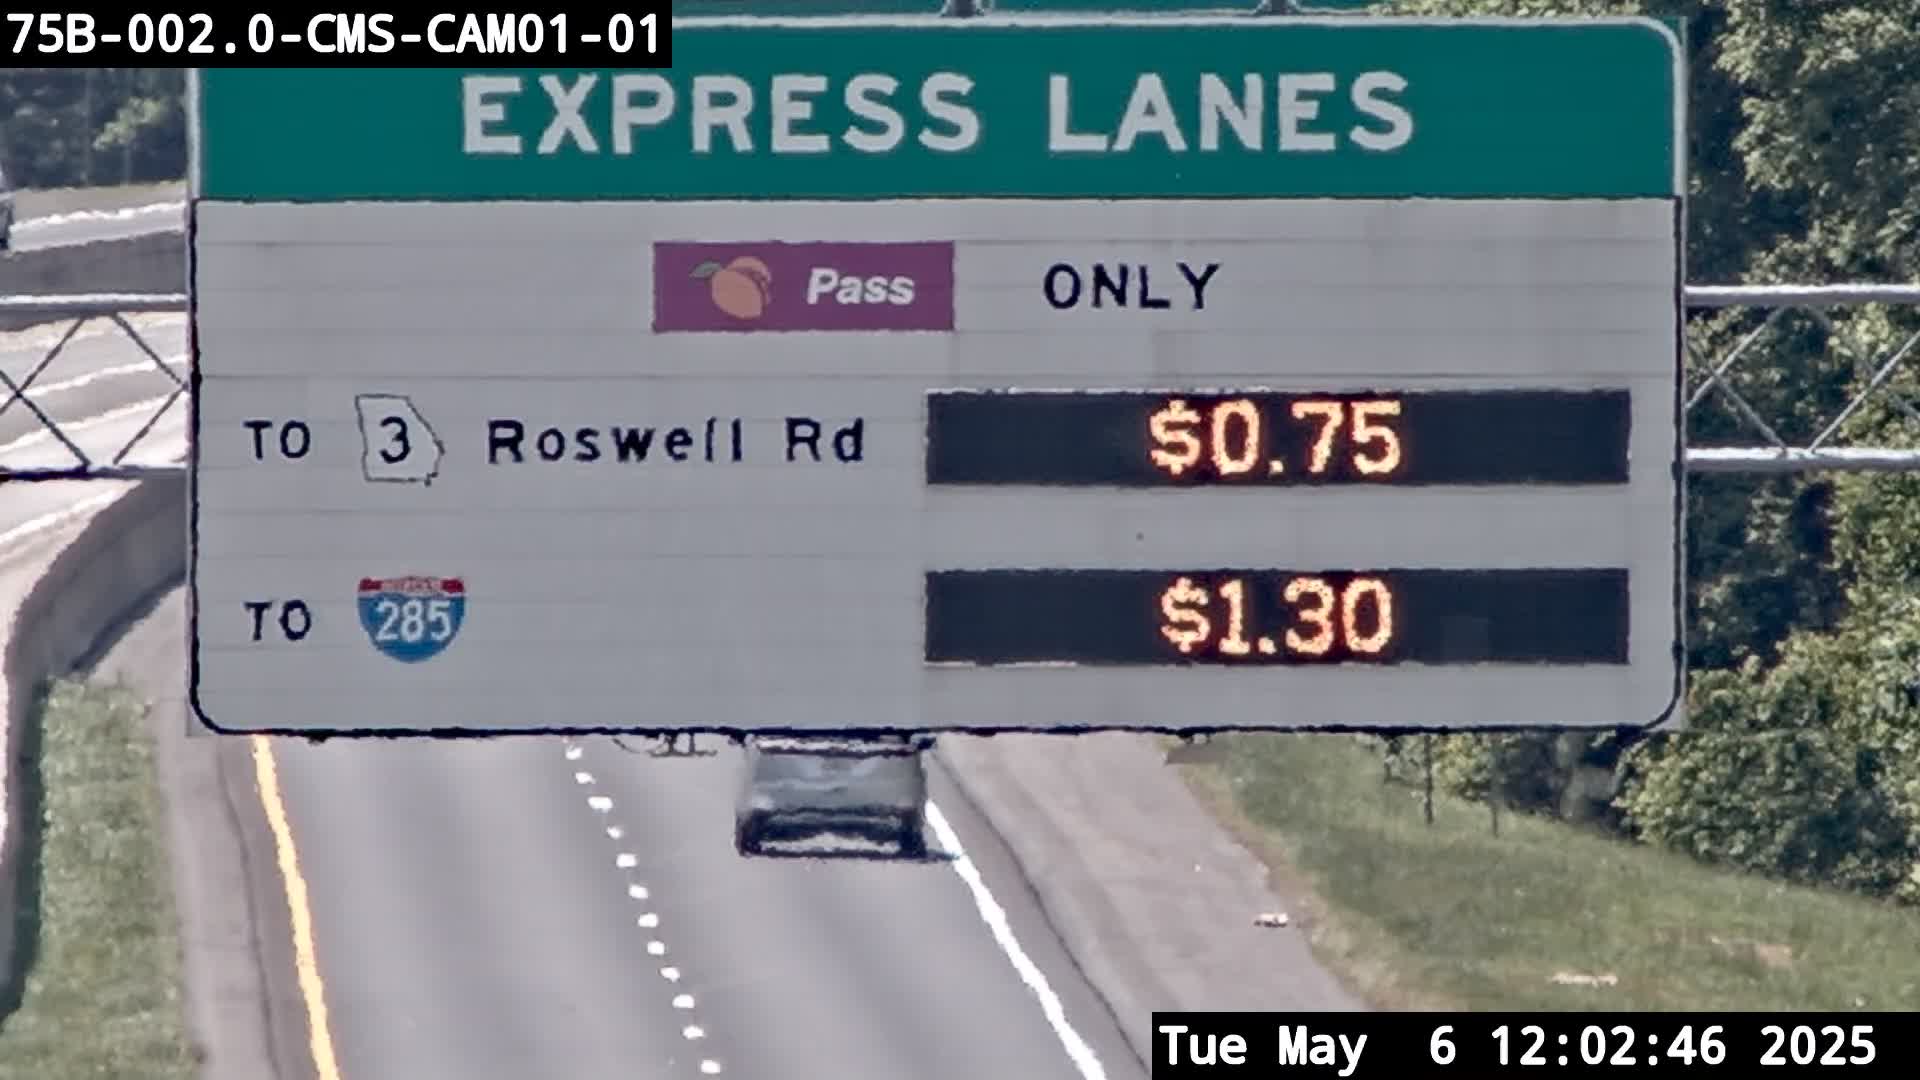 75B-002.0-CMS-CAM01-01
EXPRESS LANES
Pass ONLY
TO 3 Roswell Rd $0.75
TO 285 $1.30
Tue May 6 12:02:46 2025